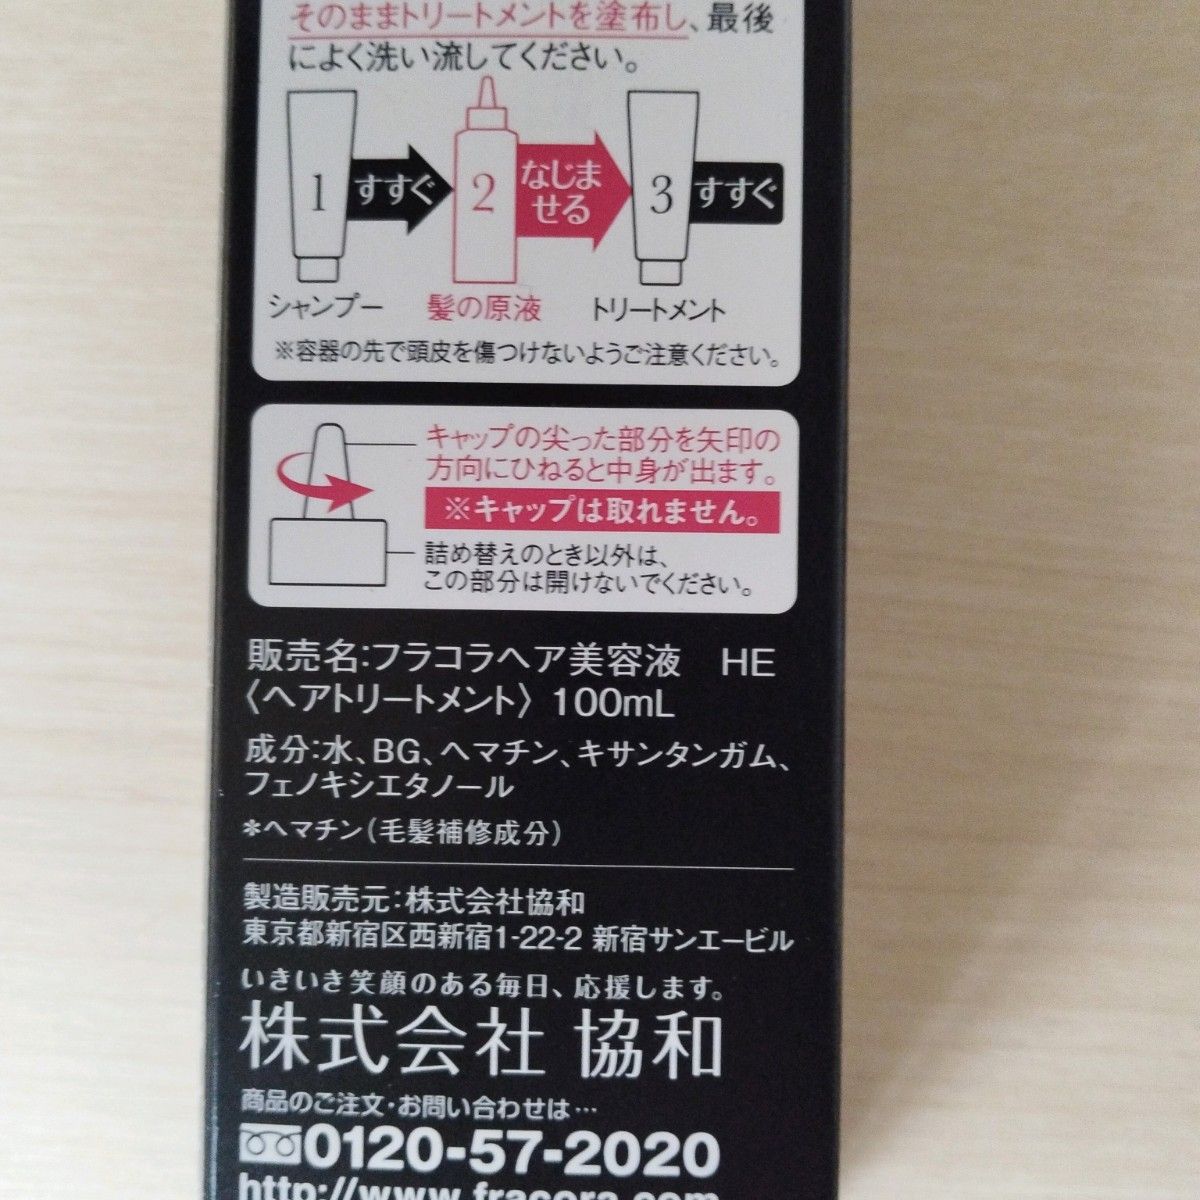 そのままトリートメントを塗布し、最後
によく洗い流してください。
1 すすぐ 2 なじま
せる 3 すすぐ
シャンプー 髪の原液 トリートメント
※容器の先で頭皮を傷つけないようご注意ください。
キャップの尖った部分を矢印の
方向にひねると中身が出ます。
※キャップは取れません。
詰め替えのとき以外は、
この部分は開けないでください。
販売名:フラコラヘア美容液 HE
〈ヘアトリートメント〉 100mL
成分:水、BG、ヘマチン、キサンタンガム、
フェノキシエタノール
*ヘマチン(毛髪補修成分)
製造販売元:株式会社協和
東京都新宿区西新宿1-22-2 新宿サンエービル
いきいき笑顔のある毎日、応援します。
株式会社 協和
商品のご注文・お問い合わせは…
0120-57-2020
http://www.fracora.com